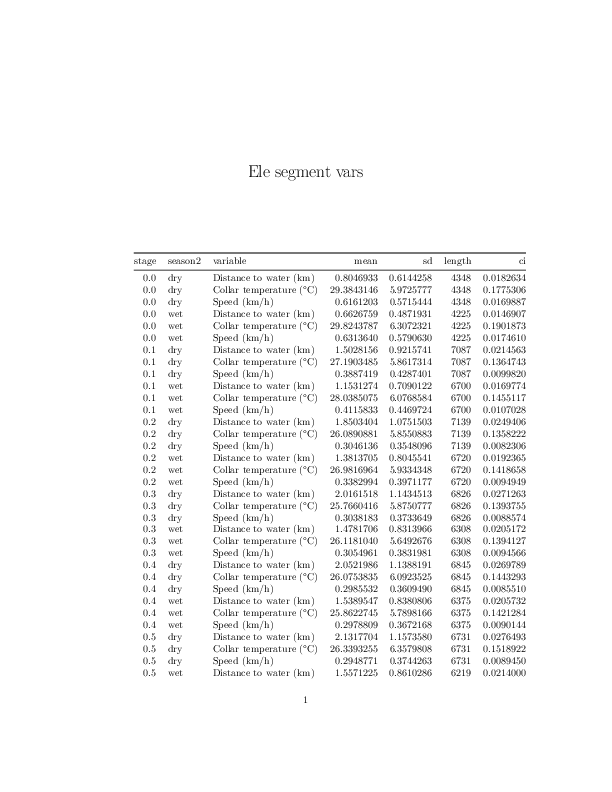 Ele segment vars
stage season2 variable mean sd length ci
0.0 dry Distance to water (km) 0.8046933 0.6144258 4348 0.0182634
0.0 dry Collar temperature (°C) 29.3843146 5.9725777 4348 0.1775306
0.0 dry Speed (km/h) 0.6161203 0.5715444 4348 0.0169887
0.0 wet Distance to water (km) 0.6626759 0.4871931 4225 0.0146907
0.0 wet Collar temperature (°C) 29.8243787 6.3072321 4225 0.1901873
0.0 wet Speed (km/h) 0.6313640 0.5790630 4225 0.0174610
0.1 dry Distance to water (km) 1.5028156 0.9215741 7087 0.0214563
0.1 dry Collar temperature (°C) 27.1903485 5.8617314 7087 0.1364743
0.1 dry Speed (km/h) 0.3887419 0.4287401 7087 0.0099820
0.1 wet Distance to water (km) 1.1531274 0.7090122 6700 0.0169774
0.1 wet Collar temperature (°C) 28.0385075 6.0768584 6700 0.1455117
0.1 wet Speed (km/h) 0.4115833 0.4469724 6700 0.0107028
0.2 dry Distance to water (km) 1.8503404 1.0751503 7139 0.0249406
0.2 dry Collar temperature (°C) 26.0890881 5.8550883 7139 0.1358222
0.2 dry Speed (km/h) 0.3046136 0.3548096 7139 0.0082306
0.2 wet Distance to water (km) 1.3813705 0.8045541 6720 0.0192365
0.2 wet Collar temperature (°C) 26.9816964 5.9334348 6720 0.1418658
0.2 wet Speed (km/h) 0.3382994 0.3971177 6720 0.0094949
0.3 dry Distance to water (km) 2.0161518 1.1434513 6826 0.0271263
0.3 dry Collar temperature (°C) 25.7660416 5.8750777 6826 0.1393755
0.3 dry Speed (km/h) 0.3038183 0.3733649 6826 0.0088574
0.3 wet Distance to water (km) 1.4781706 0.8313966 6308 0.0205172
0.3 wet Collar temperature (°C) 26.1181040 5.6492676 6308 0.1394127
0.3 wet Speed (km/h) 0.3054961 0.3831981 6308 0.0094566
0.4 dry Distance to water (km) 2.0521986 1.1388191 6845 0.0269789
0.4 dry Collar temperature (°C) 26.0753835 6.0923525 6845 0.1443293
0.4 dry Speed (km/h) 0.2985532 0.3609490 6845 0.0085510
0.4 wet Distance to water (km) 1.5389547 0.8380806 6375 0.0205732
0.4 wet Collar temperature (°C) 25.8622745 5.7898166 6375 0.1421284
0.4 wet Speed (km/h) 0.2978809 0.3672168 6375 0.0090144
0.5 dry Distance to water (km) 2.1317704 1.1573580 6731 0.0276493
0.5 dry Collar temperature (°C) 26.3393255 6.3579808 6731 0.1518922
0.5 dry Speed (km/h) 0.2948771 0.3744263 6731 0.0089450
0.5 wet Distance to water (km) 1.5571225 0.8610286 6219 0.0214000
1